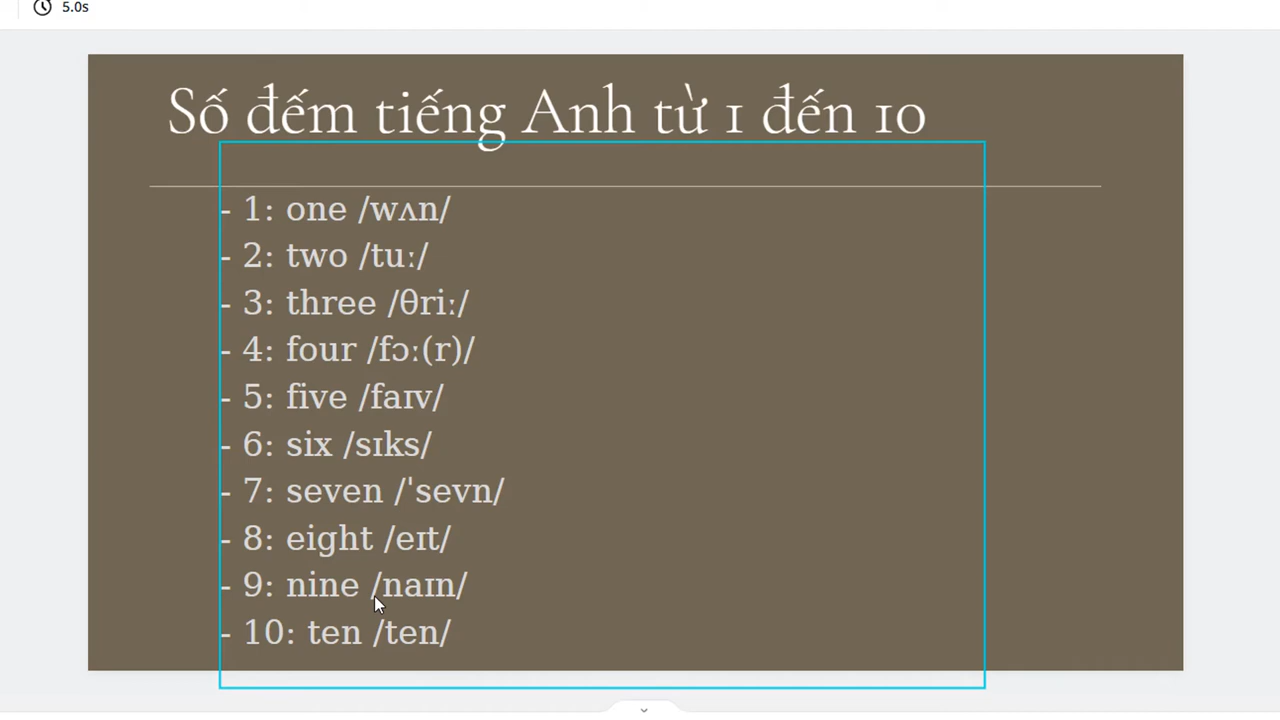 5.0s
Số đếm tiếng Anh từ 1 đến 10
- 1: one /wʌn/
- 2: two /tuː/
- 3: three /θriː/
- 4: four /fɔː(r)/
- 5: five /faɪv/
- 6: six /sɪks/
- 7: seven /ˈsevn/
- 8: eight /eɪt/
- 9: nine /naɪn/
- 10: ten /ten/